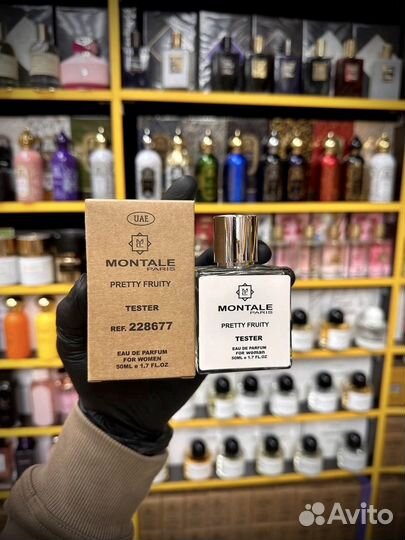 UAE
MONTALE
PARIS
PRETTY FRUITY
TESTER
REF. 228677
EAU DE PARFUM
FOR WOMEN
50ML e 1.7 FL.OZ
MONTALE
PARIS
PRETTY FRUITY
TESTER
EAU DE PARFUM
FOR woman
50ML e 1.7 FL.OZ
Avito